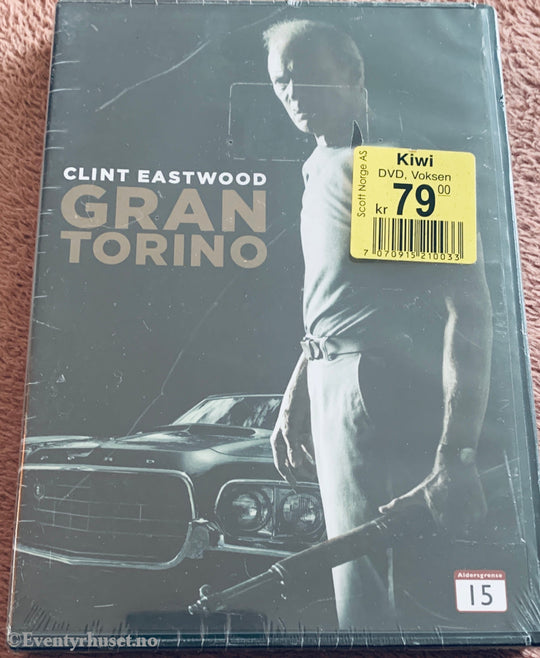 CLINT EASTWOOD
GRAN
TORINO
Scott Norge AS
Kiwi
DVD, Voksen
kr 79 00
7 070915 210033
FORD
Aldersgrense
15
©Eventyrhuset.no